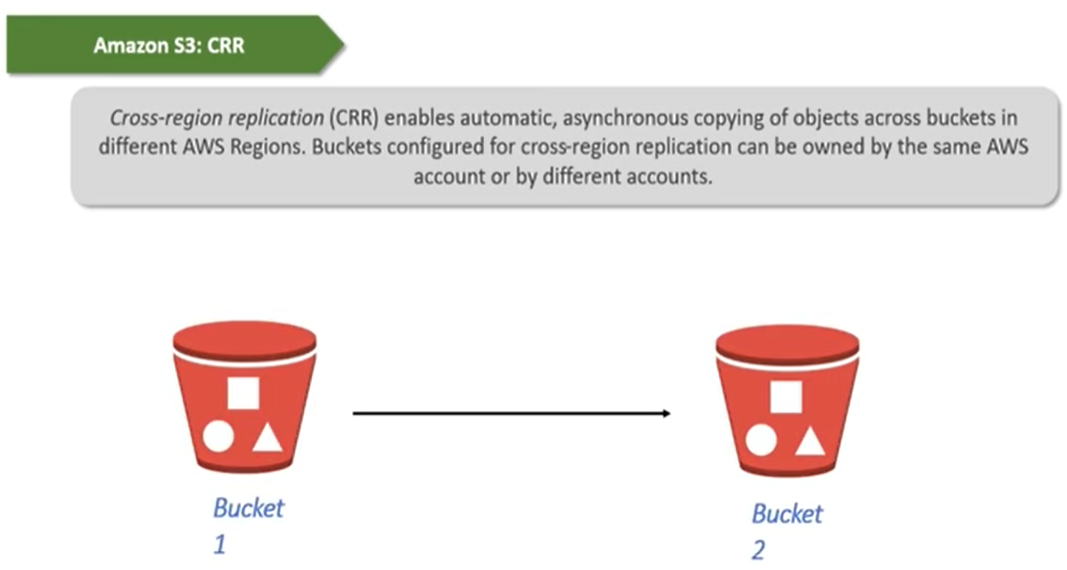 Amazon S3: CRR
Cross-region replication (CRR) enables automatic, asynchronous copying of objects across buckets in
different AWS Regions. Buckets configured for cross-region replication can be owned by the same AWS
account or by different accounts.
Bucket
1
Bucket
2